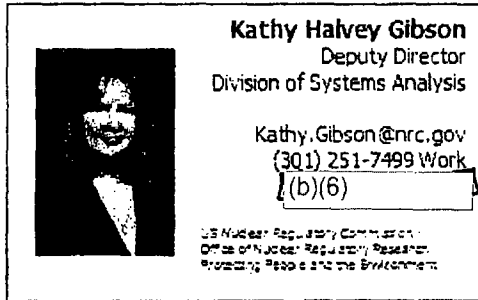 Kathy Halvey Gibson
Deputy Director
Division of Systems Analysis
Kathy.Gibson@nrc.gov
(301) 251-7499 Work
(b)(6)
US Nuclear Regulatory Commission
Office of Nuclear Regulatory Research
Protecting People and the Environment